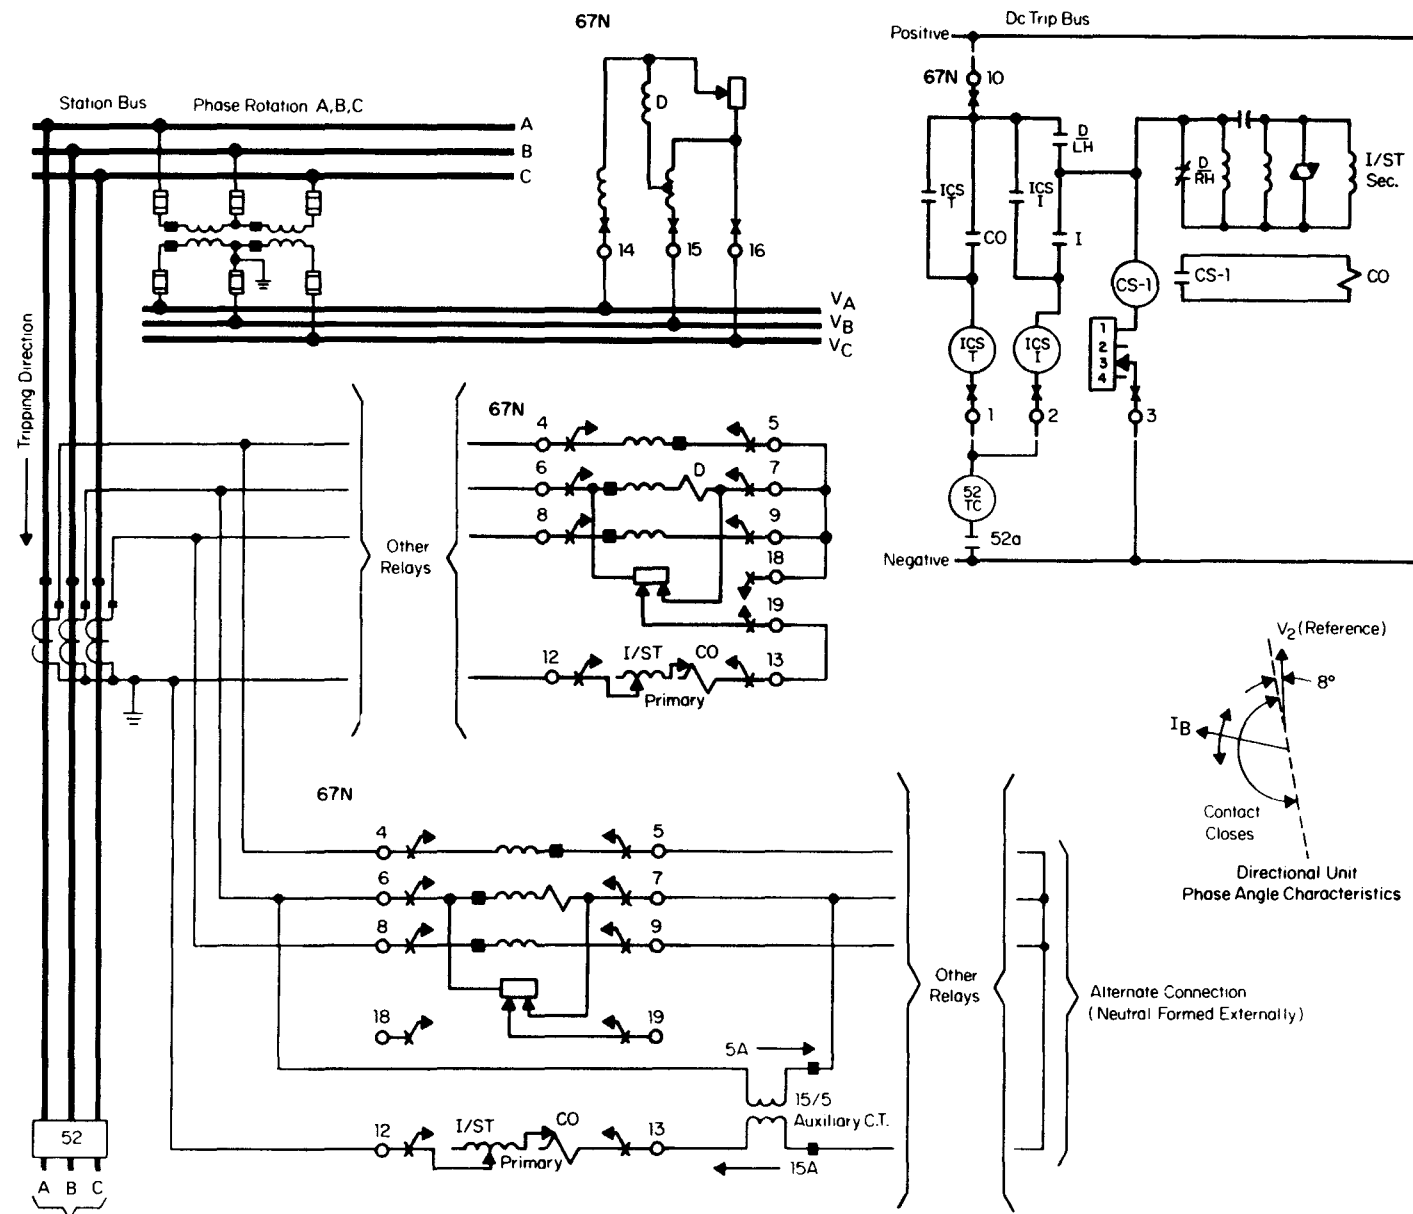 67N
Dc Trip Bus
Positive
67N 10
Station Bus
Phase Rotation A,B,C
A
B
C
D
D
LH
ICS
T
ICS
I
CO
I
D
RH
I/ST
Sec.
14
15
16
CS-1
CS-1
CO
VA
VB
VC
ICS
T
ICS
I
1
2
3
4
1
2
3
52
TC
52a
Negative
Tripping Direction
67N
4
5
6
D
7
8
9
Other
Relays
18
19
12
I/ST
CO
13
Primary
V2 (Reference)
8°
IB
Contact
Closes
Directional Unit
Phase Angle Characteristics
67N
4
5
6
7
8
9
18
19
Other
Relays
Alternate Connection
(Neutral Formed Externally)
5A
15/5
Auxiliary C.T.
12
I/ST
CO
13
Primary
15A
52
A B C